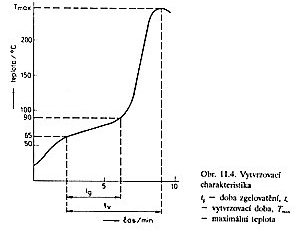 Tmax
200
100
90
65
50
teplota / °C
tg
5
10
tv
čas/min
Obr. 11.4. Vytvrzovací
charakteristika
tg – doba zgelovatění, tv
– vytvrzovací doba, Tmax
– maximální teplota